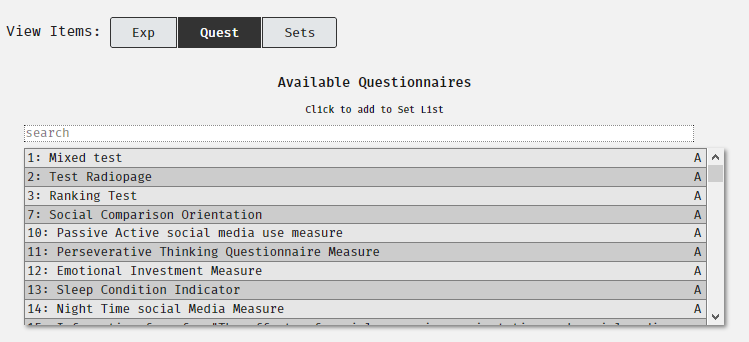 View Items: Exp Quest Sets
Available Questionnaires
Click to add to Set List
search
1: Mixed test A
2: Test Radiopage A
3: Ranking Test A
7: Social Comparison Orientation A
10: Passive Active social media use measure A
11: Perseverative Thinking Questionnaire Measure A
12: Emotional Investment Measure A
13: Sleep Condition Indicator A
14: Night Time social Media Measure A